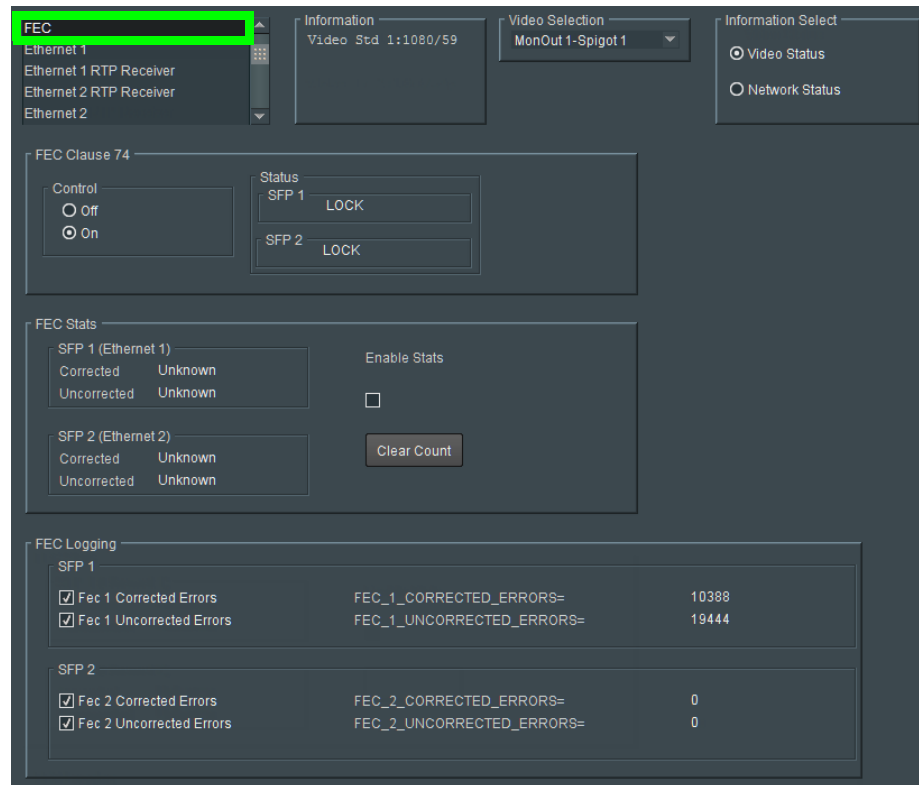 FEC
Ethernet 1
Ethernet 1 RTP Receiver
Ethernet 2 RTP Receiver
Ethernet 2
Information
Video Std 1:1080/59
Video Selection
MonOut 1-Spigot 1
Information Select
Video Status
Network Status
FEC Clause 74
Control
Off
On
Status
SFP 1
LOCK
SFP 2
LOCK
FEC Stats
SFP 1 (Ethernet 1)
Corrected Unknown
Uncorrected Unknown
SFP 2 (Ethernet 2)
Corrected Unknown
Uncorrected Unknown
Enable Stats
Clear Count
FEC Logging
SFP 1
Fec 1 Corrected Errors FEC_1_CORRECTED_ERRORS= 10388
Fec 1 Uncorrected Errors FEC_1_UNCORRECTED_ERRORS= 19444
SFP 2
Fec 2 Corrected Errors FEC_2_CORRECTED_ERRORS= 0
Fec 2 Uncorrected Errors FEC_2_UNCORRECTED_ERRORS= 0